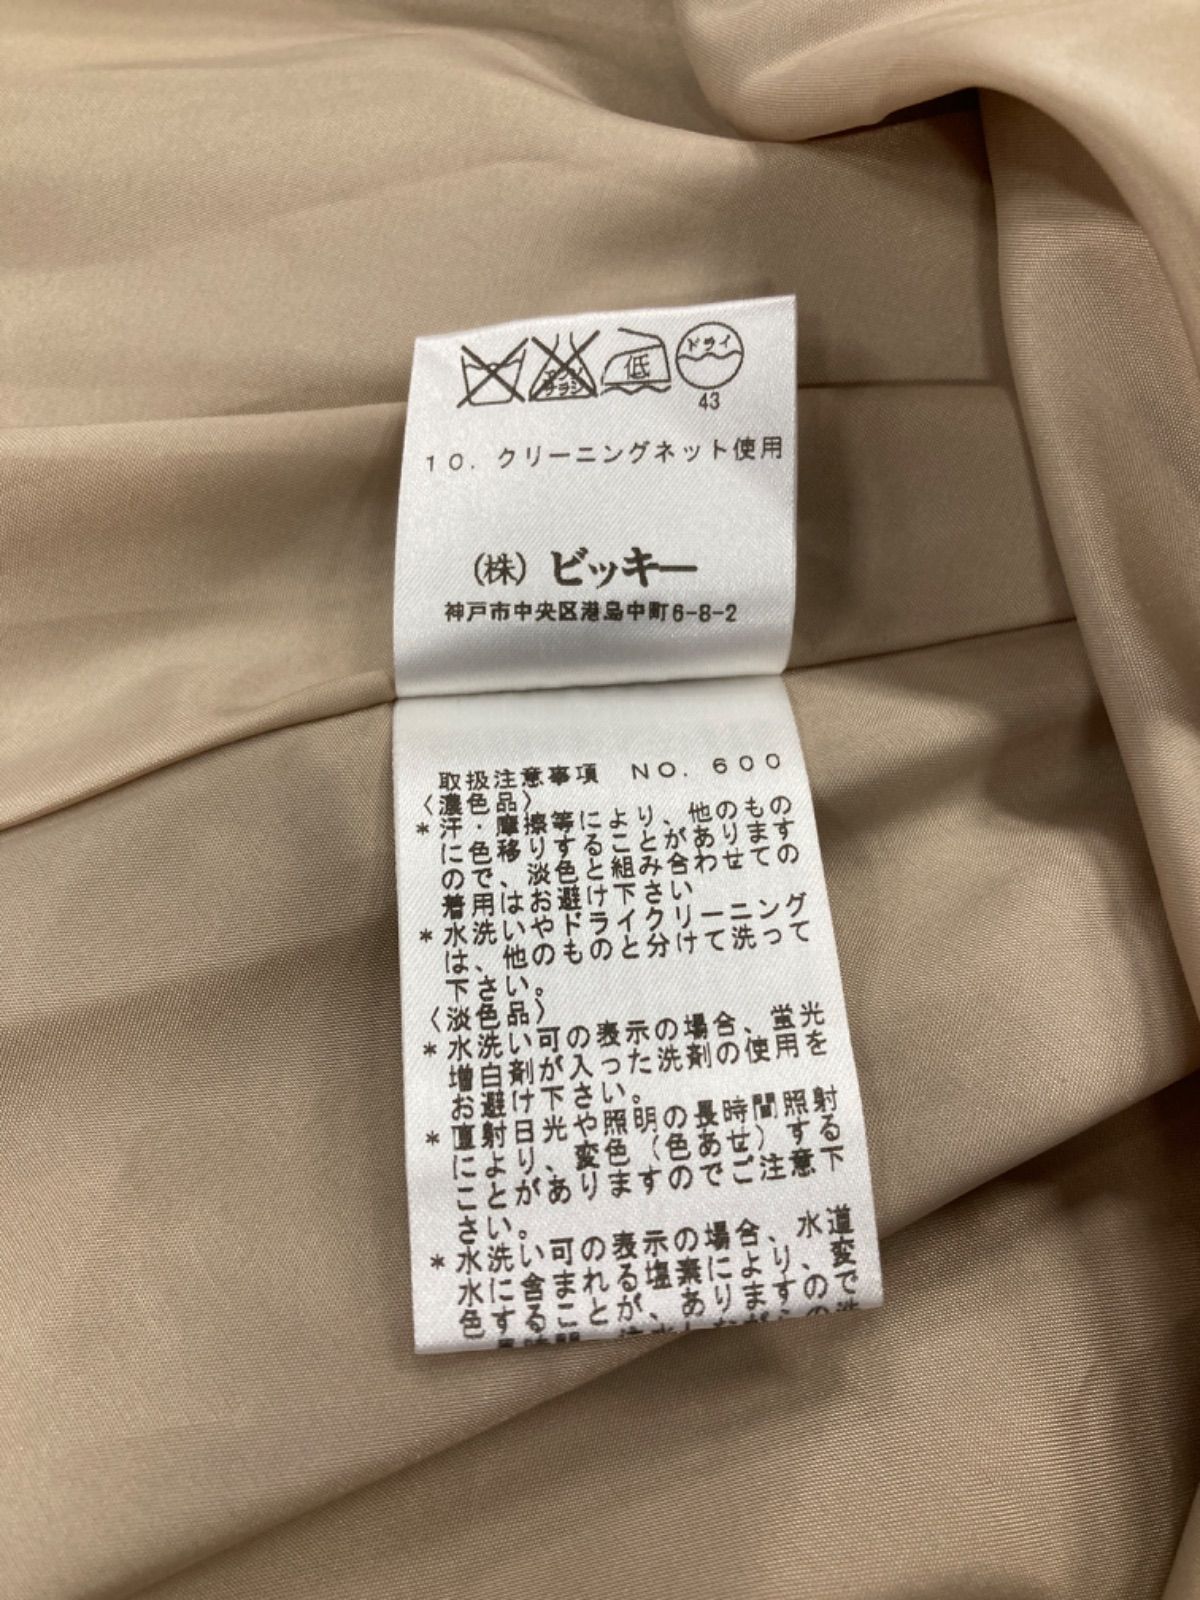 エンソ
サラシ
低
ドライ
43
10. クリーニングネット使用
(株) ビッキー
神戸市中央区港島中町6-8-2
取扱注意事項 NO. 600
〈濃色品〉
* 汗・摩擦等により、他のもの
に色移りすることがあります
ので、淡色と組み合わせての
着用はお避け下さい
* 水洗いやドライクリーニング
は、他のものと分けて洗って
下さい。
〈淡色品〉
* 水洗い可の表示の場合、蛍光
増白剤が入った洗剤の使用を
お避け下さい。
* 直射日光や照明の長時間照射
により、変色(色あせ)する
ことがありますのでご注意下
さい。
* 水洗い可の表示の場合、水道
水に含まれる塩素により、変
色することが、ありますので